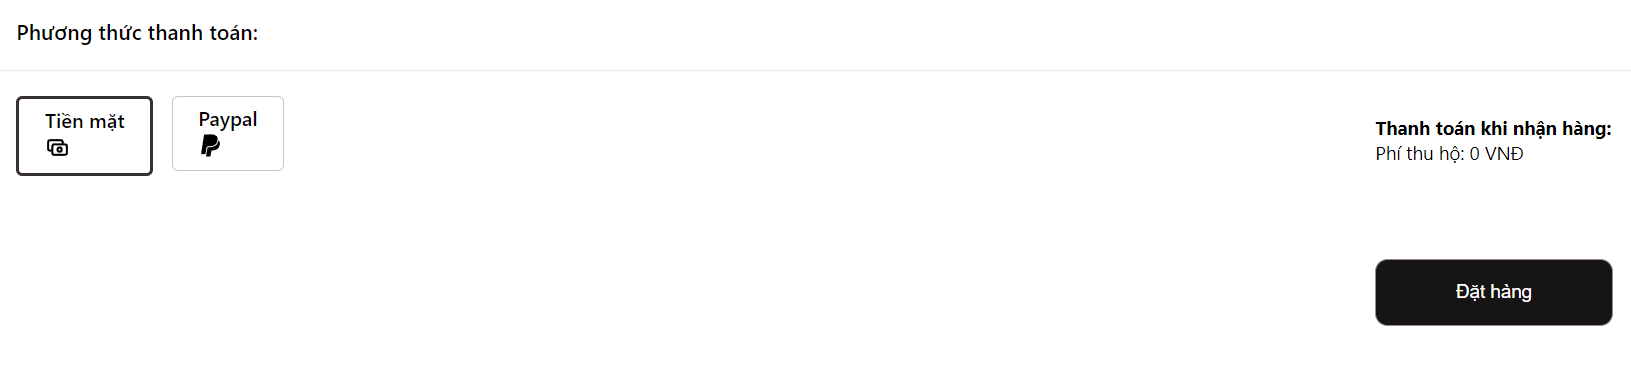 Phương thức thanh toán:
Tiền mặt
Paypal
Thanh toán khi nhận hàng:
Phí thu hộ: 0 VNĐ
Đặt hàng